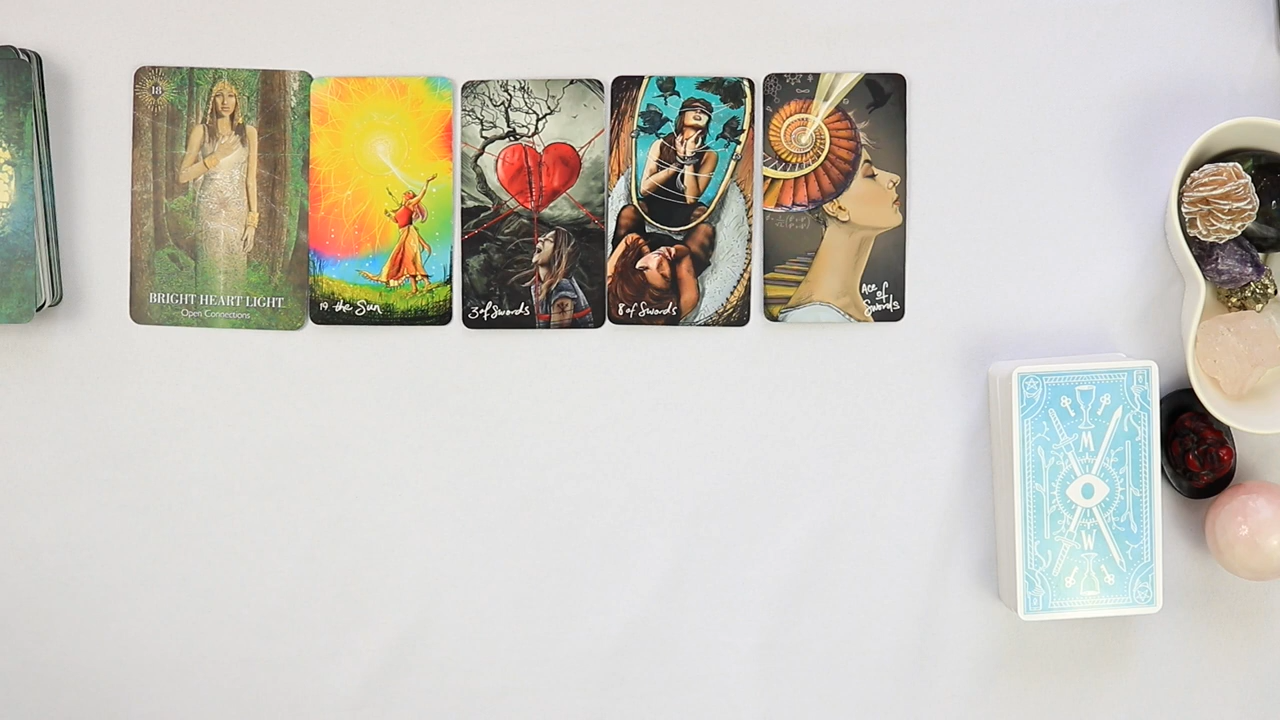 18
BRIGHT HEART LIGHT
Open Connections
19 the Sun
3 of Swords
8 of Swords
Ace
of
Swords
M
M